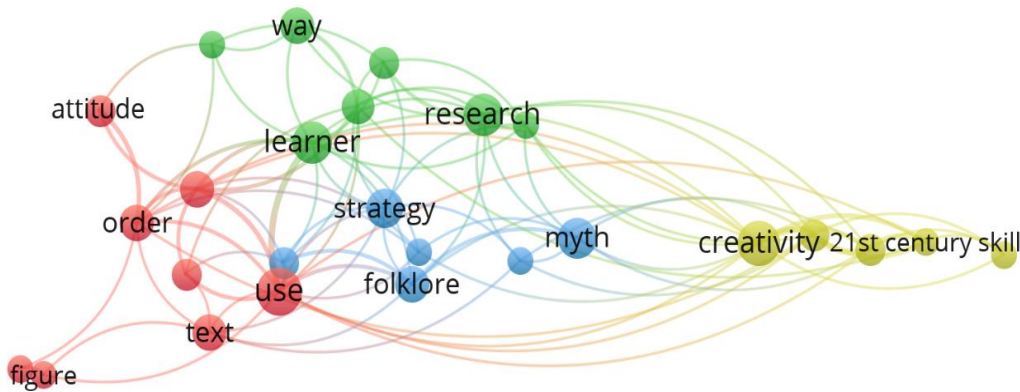 way
attitude
research
learner
strategy
order
myth
creativity
21st century skill
folklore
use
text
figure